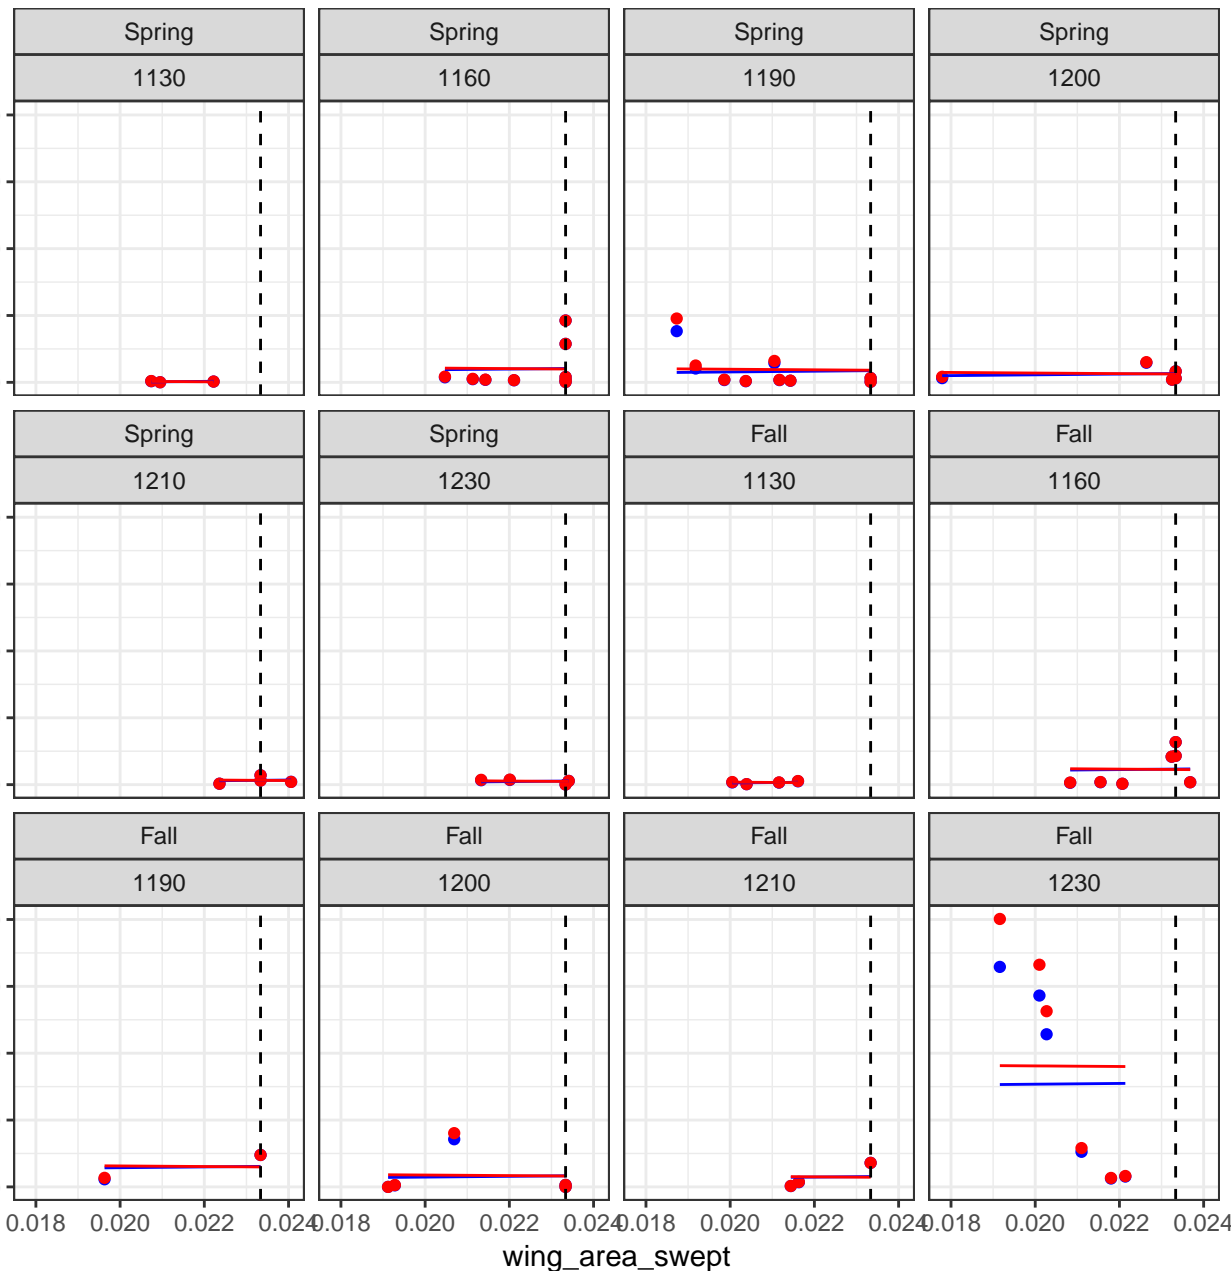 Spring Spring Spring Spring
1130 1160 1190 1200
Spring Spring Fall Fall
1210 1230 1130 1160
Fall Fall Fall Fall
1190 1200 1210 1230
0.018 0.020 0.022 0.024 0.018 0.020 0.022 0.024 0.018 0.020 0.022 0.024 0.018 0.020 0.022 0.024
wing_area_swept